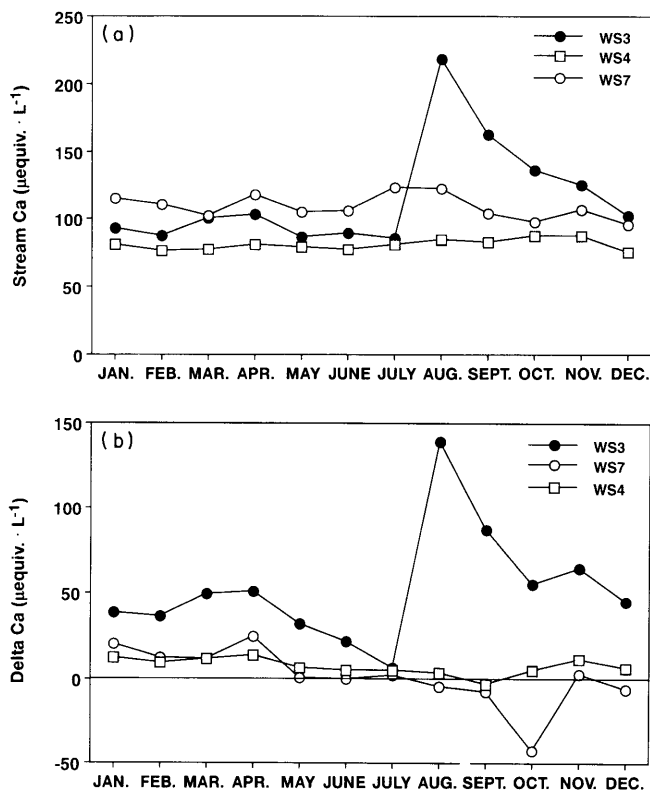 (a)
WS3
WS4
WS7
Stream Ca (µequiv. · L⁻¹)
250
200
150
100
50
0
JAN. FEB. MAR. APR. MAY JUNE JULY AUG. SEPT. OCT. NOV. DEC.
(b)
WS3
WS7
WS4
Delta Ca (µequiv. · L⁻¹)
150
100
50
0
-50
JAN. FEB. MAR. APR. MAY JUNE JULY AUG. SEPT. OCT. NOV. DEC.